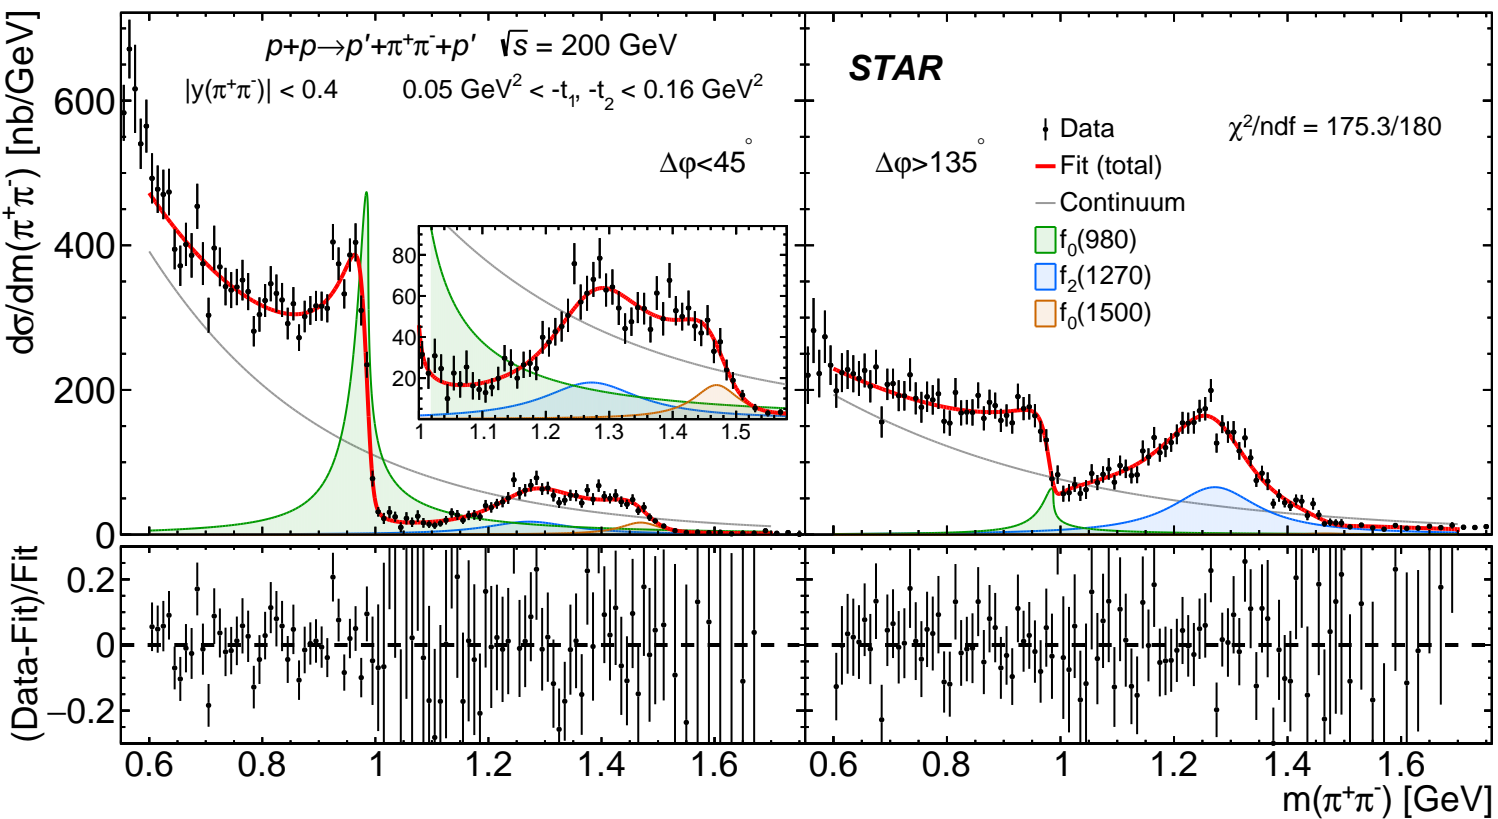 p+p→p′+π⁺π⁻+p′ √s = 200 GeV
|y(π⁺π⁻)| < 0.4 0.05 GeV² < -t₁, -t₂ < 0.16 GeV²
Δφ<45°
STAR
Δφ>135°
χ²/ndf = 175.3/180
Data
Fit (total)
Continuum
f₀(980)
f₂(1270)
f₀(1500)
dσ/dm(π⁺π⁻) [nb/GeV]
600
400
200
0
80
60
40
20
1 1.1 1.2 1.3 1.4 1.5
(Data-Fit)/Fit
0.2
0
−0.2
0.6 0.8 1 1.2 1.4 1.6 0.6 0.8 1 1.2 1.4 1.6
m(π⁺π⁻) [GeV]